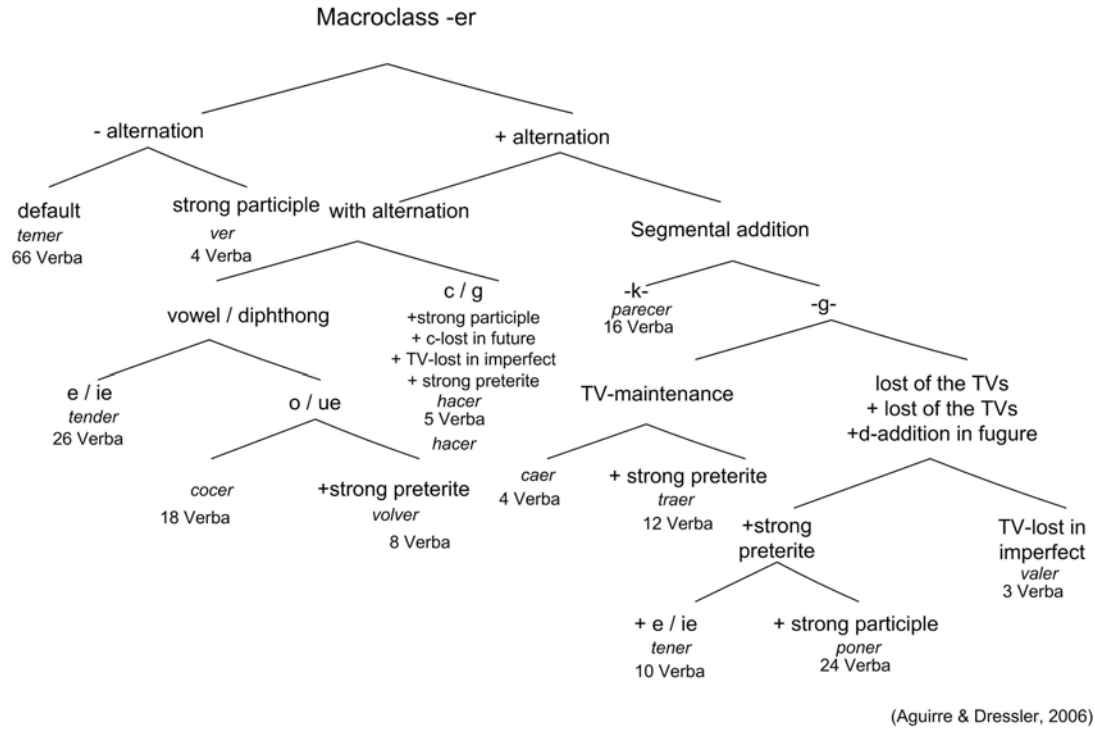 Macroclass -er
- alternation
+ alternation
default
temer
66 Verba
strong participle
ver
4 Verba
with alternation
Segmental addition
vowel / diphthong
c / g
+strong participle
+ c-lost in future
+ TV-lost in imperfect
+ strong preterite
hacer
5 Verba
hacer
-k-
parecer
16 Verba
-g-
e / ie
tender
26 Verba
o / ue
TV-maintenance
lost of the TVs
+ lost of the TVs
+d-addition in fugure
cocer
18 Verba
+strong preterite
volver
8 Verba
caer
4 Verba
+ strong preterite
traer
12 Verba
+strong
preterite
TV-lost in
imperfect
valer
3 Verba
+ e / ie
tener
10 Verba
+ strong participle
poner
24 Verba
(Aguirre & Dressler, 2006)